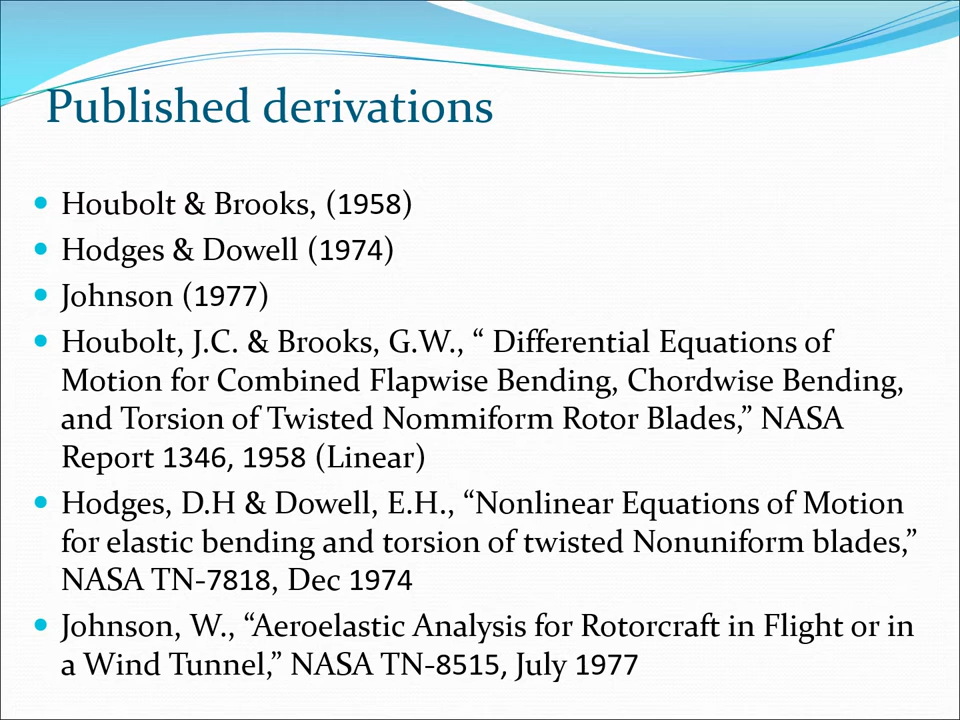 Published derivations
• Houbolt & Brooks, (1958)
• Hodges & Dowell (1974)
• Johnson (1977)
• Houbolt, J.C. & Brooks, G.W., “ Differential Equations of
Motion for Combined Flapwise Bending, Chordwise Bending,
and Torsion of Twisted Nommiform Rotor Blades,” NASA
Report 1346, 1958 (Linear)
• Hodges, D.H & Dowell, E.H., “Nonlinear Equations of Motion
for elastic bending and torsion of twisted Nonuniform blades,”
NASA TN-7818, Dec 1974
• Johnson, W., “Aeroelastic Analysis for Rotorcraft in Flight or in
a Wind Tunnel,” NASA TN-8515, July 1977